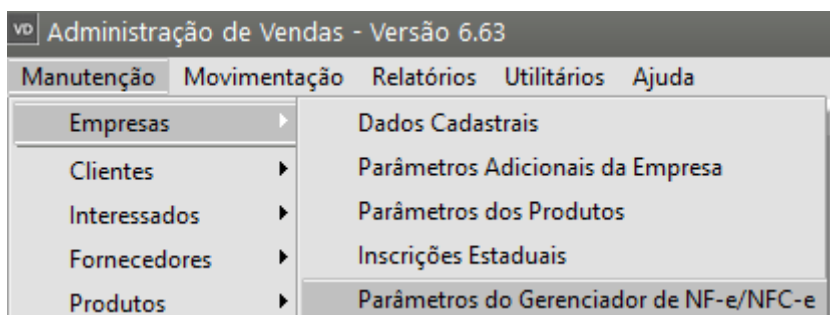 VD Administração de Vendas - Versão 6.63
Manutenção Movimentação Relatórios Utilitários Ajuda
Empresas Dados Cadastrais
Clientes Parâmetros Adicionais da Empresa
Interessados Parâmetros dos Produtos
Fornecedores Inscrições Estaduais
Produtos Parâmetros do Gerenciador de NF-e/NFC-e